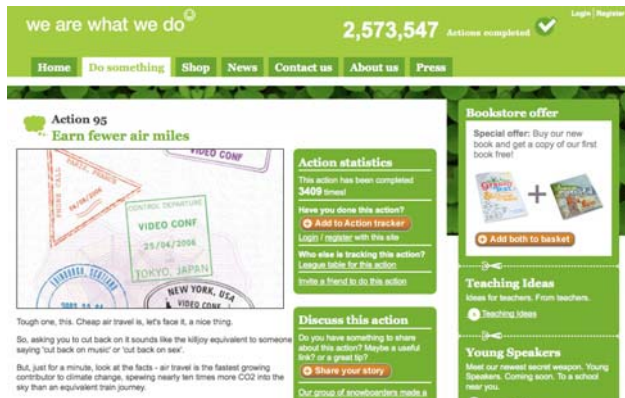 Login | Register
we are what we do
2,573,547 Actions completed
Home Do something Shop News Contact us About us Press
Action 95
Earn fewer air miles
PARIS, FRANCE
VIDEO CONF
CONTROL DEPARTURE
VIDEO CONF
25/04/2006
TOKYO, JAPAN
EDINBURGH, SCOTLAND
NEW YORK, USA
VIDEO CONF
Tough one, this. Cheap air travel is, let's face it, a nice thing.
So, asking you to cut back on it sounds like the killjoy equivalent to someone
saying 'cut back on music' or 'cut back on sex'.
But, just for a minute, look at the facts - air travel is the fastest growing
contributor to climate change, spewing nearly ten times more CO2 into the
sky than an equivalent train journey.
Action statistics
This action has been completed
3409 times!
Have you done this action?
Add to Action tracker
Login / register with this site
Who else is tracking this action?
League table for this action
Invite a friend to do this action
Discuss this action
Do you have something to share
about this action? Maybe a useful
link? or a great tip?
Share your story
Our group of snowboarders made a
Bookstore offer
Special offer: Buy our new
book and get a copy of our first
book free!
+
Add both to basket
Teaching Ideas
Ideas for teachers. From teachers.
Teaching Ideas
Young Speakers
Meet our newest secret weapon. Young
Speakers. Coming soon. To a school
near you.